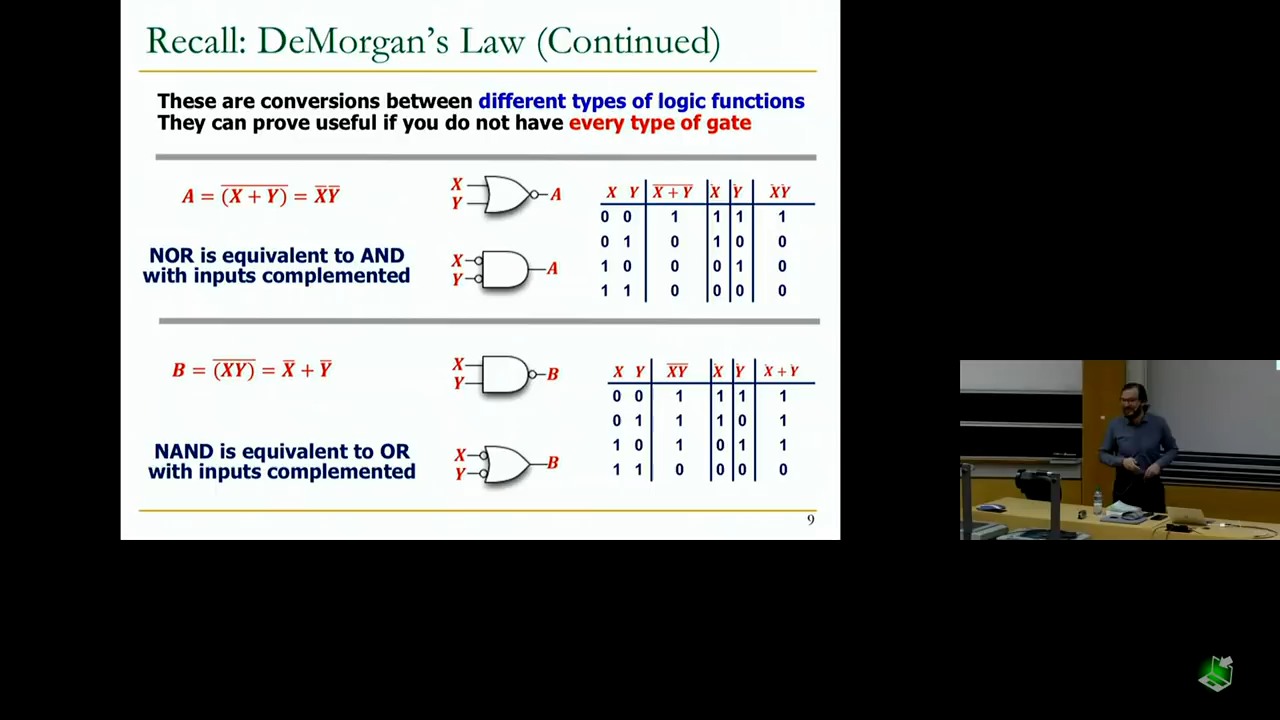 Recall: DeMorgan's Law (Continued)
These are conversions between different types of logic functions
They can prove useful if you do not have every type of gate
A = \overline{(X + Y)} = X̅Y̅
NOR is equivalent to AND
with inputs complemented
X
Y
A
X
Y
A
X Y \overline{X + Y} X̅ Y̅ X̅Y̅
0 0 1 1 1 1
0 1 0 1 0 0
1 0 0 0 1 0
1 1 0 0 0 0
B = \overline{(XY)} = X̅ + Y̅
NAND is equivalent to OR
with inputs complemented
X
Y
B
X
Y
B
X Y \overline{XY} X̅ Y̅ X̅ + Y̅
0 0 1 1 1 1
0 1 1 1 0 1
1 0 1 0 1 1
1 1 0 0 0 0
9